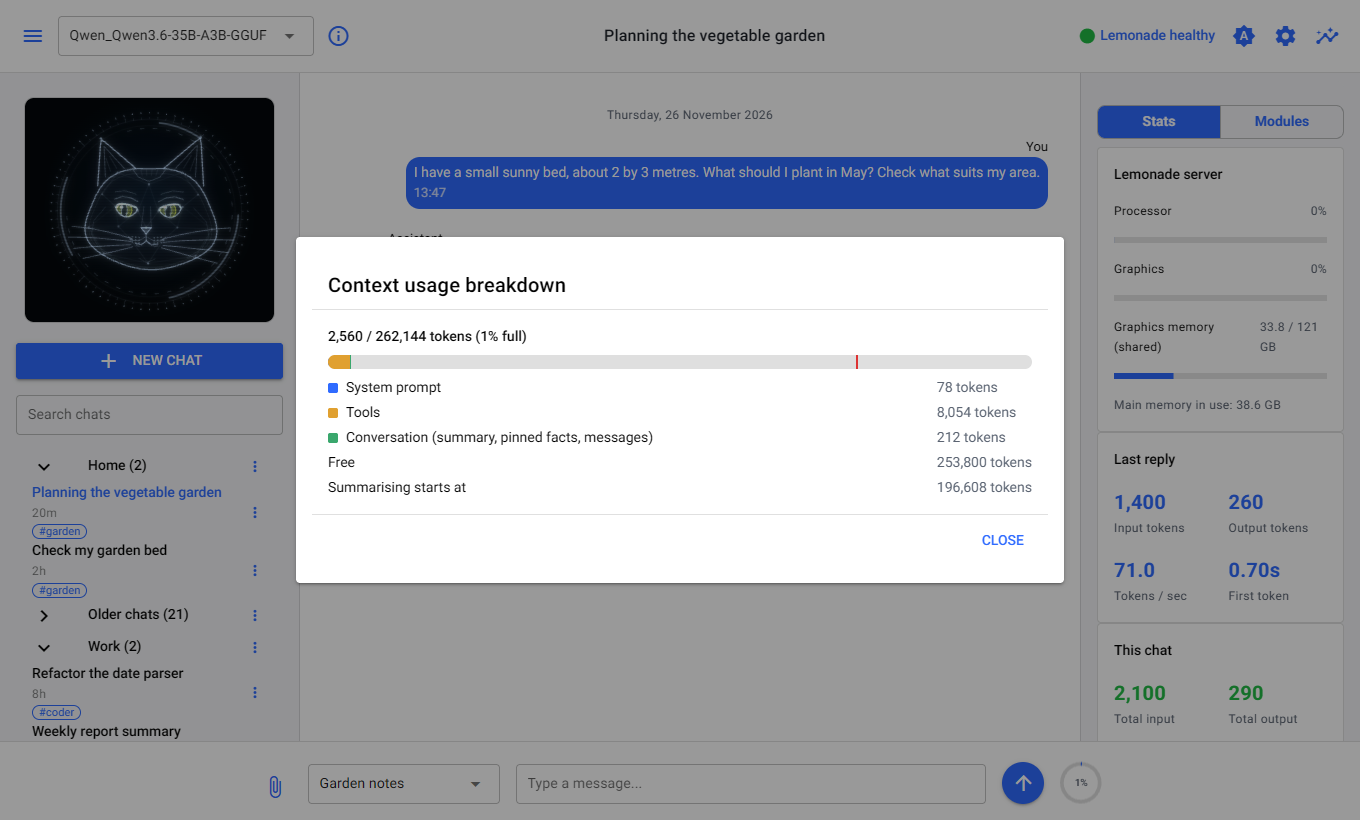 Qwen_Qwen3.6-35B-A3B-GGUF
Planning the vegetable garden
Lemonade healthy
A
Thursday, 26 November 2026
You
I have a small sunny bed, about 2 by 3 metres. What should I plant in May? Check what suits my area.
13:47
Assistant
NEW CHAT
Search chats
Home (2)
Planning the vegetable garden
20m
#garden
Check my garden bed
2h
#garden
Older chats (21)
Work (2)
Refactor the date parser
8h
#coder
Weekly report summary
Context usage breakdown
2,560 / 262,144 tokens (1% full)
System prompt 78 tokens
Tools 8,054 tokens
Conversation (summary, pinned facts, messages) 212 tokens
Free 253,800 tokens
Summarising starts at 196,608 tokens
CLOSE
Stats Modules
Lemonade server
Processor 0%
Graphics 0%
Graphics memory (shared) 33.8 / 121 GB
Main memory in use: 38.6 GB
Last reply
1,400 260
Input tokens Output tokens
71.0 0.70s
Tokens / sec First token
This chat
2,100 290
Total input Total output
Garden notes
Type a message...
1%